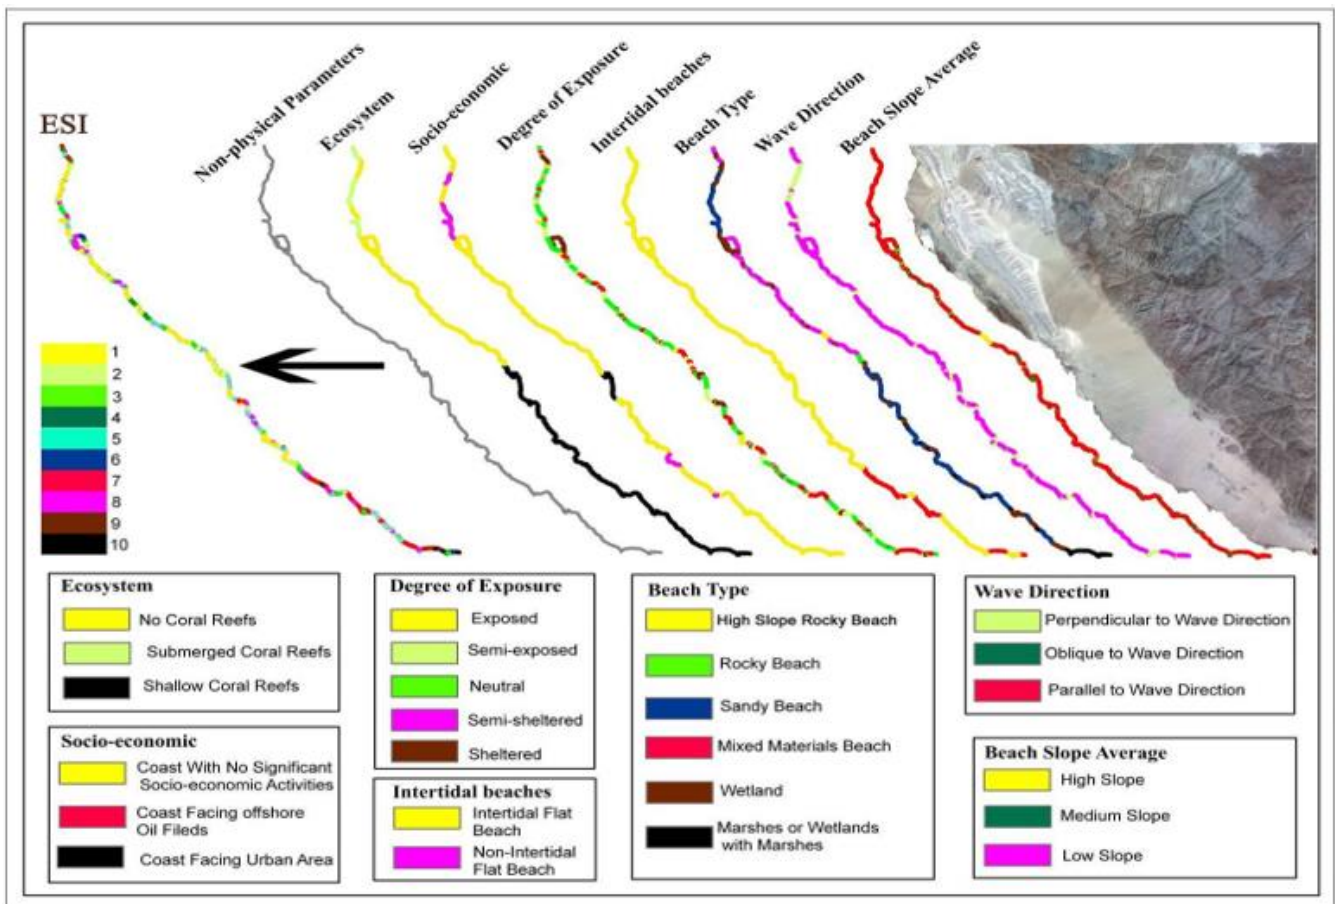 ESI
Non-physical Parameters
Ecosystem
Socio-economic
Degree of Exposure
Intertidal beaches
Beach Type
Wave Direction
Beach Slope Average
1
2
3
4
5
6
7
8
9
10
Ecosystem
No Coral Reefs
Submerged Coral Reefs
Shallow Coral Reefs
Socio-economic
Coast With No Significant
Socio-economic Activities
Coast Facing offshore
Oil Fileds
Coast Facing Urban Area
Degree of Exposure
Exposed
Semi-exposed
Neutral
Semi-sheltered
Sheltered
Intertidal beaches
Intertidal Flat
Beach
Non-Intertidal
Flat Beach
Beach Type
High Slope Rocky Beach
Rocky Beach
Sandy Beach
Mixed Materials Beach
Wetland
Marshes or Wetlands
with Marshes
Wave Direction
Perpendicular to Wave Direction
Oblique to Wave Direction
Parallel to Wave Direction
Beach Slope Average
High Slope
Medium Slope
Low Slope